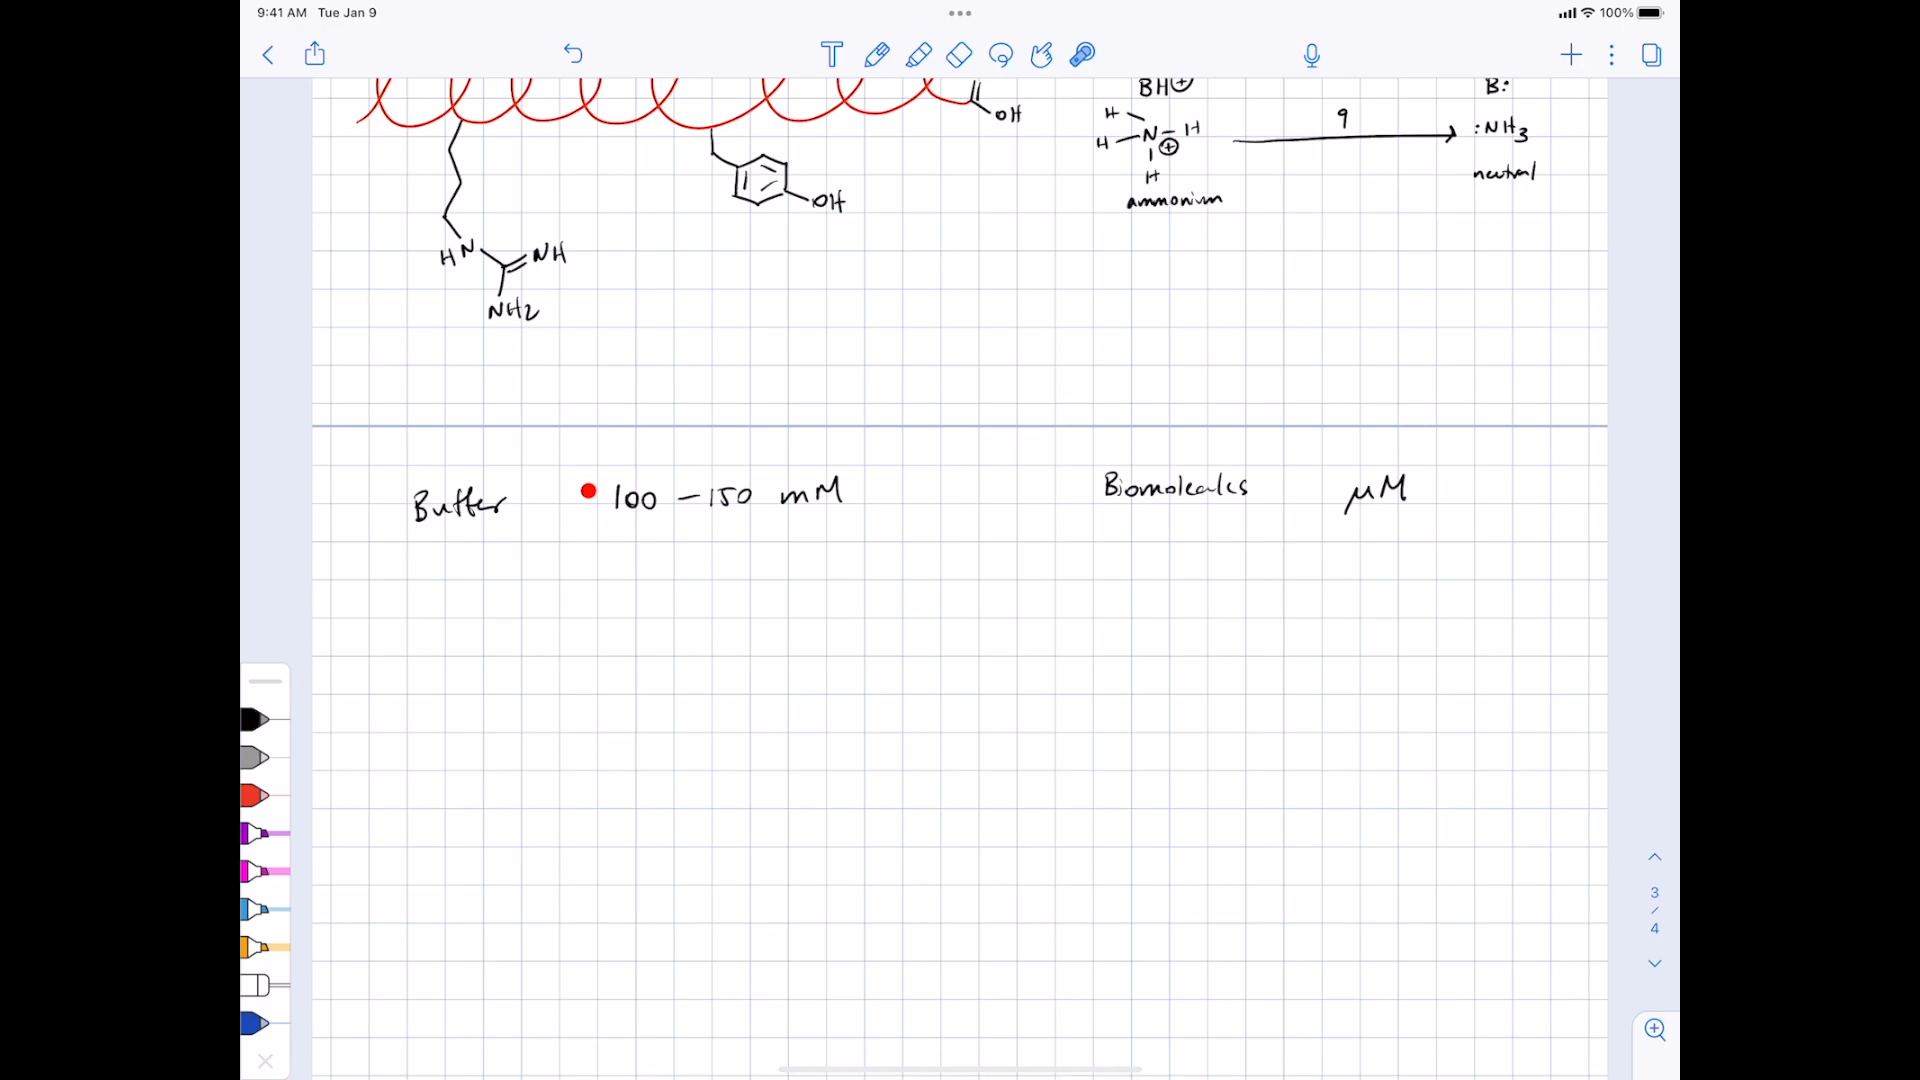 9:41 AM Tue Jan 9
100%
BH⊕ B:
OH
H
H N H
⊕
H
ammonium
9
:NH3
neutral
OH
H N NH
NH2
Buffer 100 – 150 mM
Biomolecules μM
3
/
4